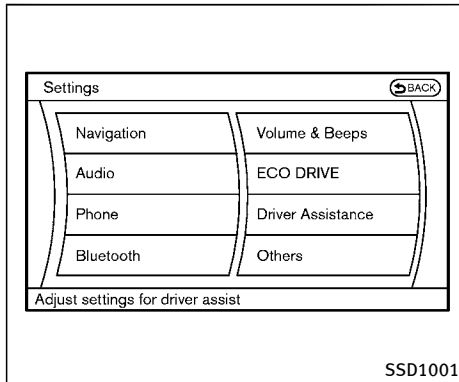 Settings
BACK
Navigation
Volume & Beeps
Audio
ECO DRIVE
Phone
Driver Assistance
Bluetooth
Others
Adjust settings for driver assist
SSD1001